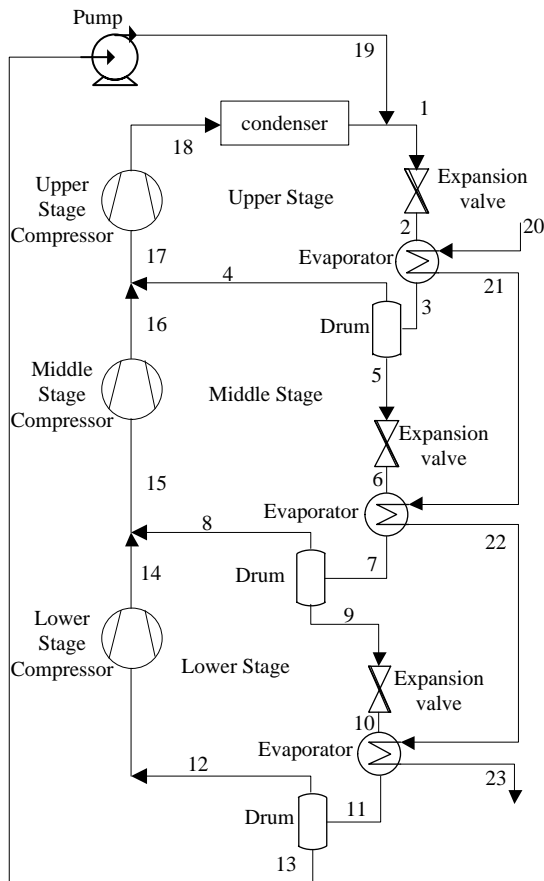 Pump
19
1
condenser
18
Upper
Stage
Compressor
Upper Stage
Expansion
valve
2
20
Evaporator
17
4
21
3
16
Drum
5
Middle
Stage
Compressor
Middle Stage
Expansion
valve
6
15
Evaporator
8
22
7
14
Drum
9
Lower
Stage
Compressor
Lower Stage
Expansion
valve
10
Evaporator
12
23
11
Drum
13